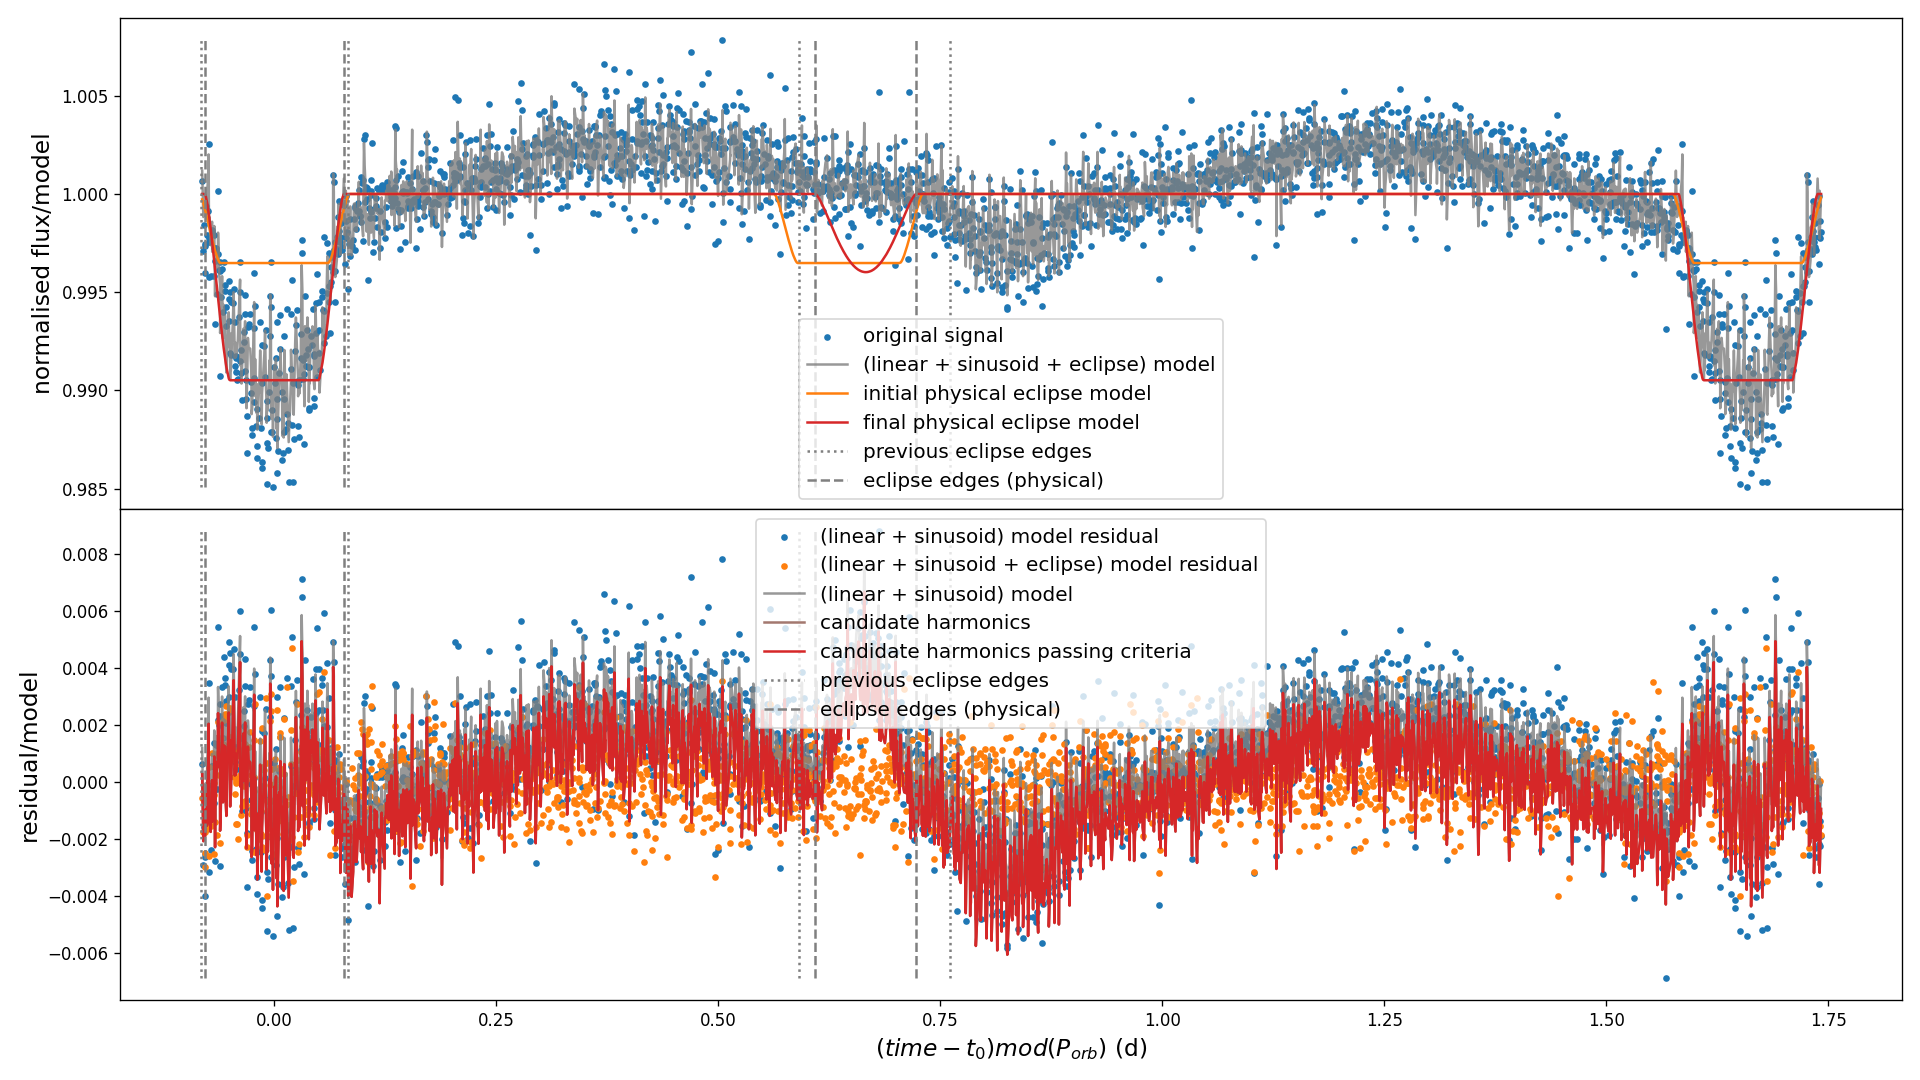 normalised flux/model
1.005
1.000
0.995
0.990
0.985
original signal
(linear + sinusoid + eclipse) model
initial physical eclipse model
final physical eclipse model
previous eclipse edges
eclipse edges (physical)
residual/model
0.008
0.006
0.004
0.002
0.000
−0.002
−0.004
−0.006
(linear + sinusoid) model residual
(linear + sinusoid + eclipse) model residual
(linear + sinusoid) model
candidate harmonics
candidate harmonics passing criteria
previous eclipse edges
eclipse edges (physical)
0.00 0.25 0.50 0.75 1.00 1.25 1.50 1.75
(time − t₀)mod(P_orb) (d)